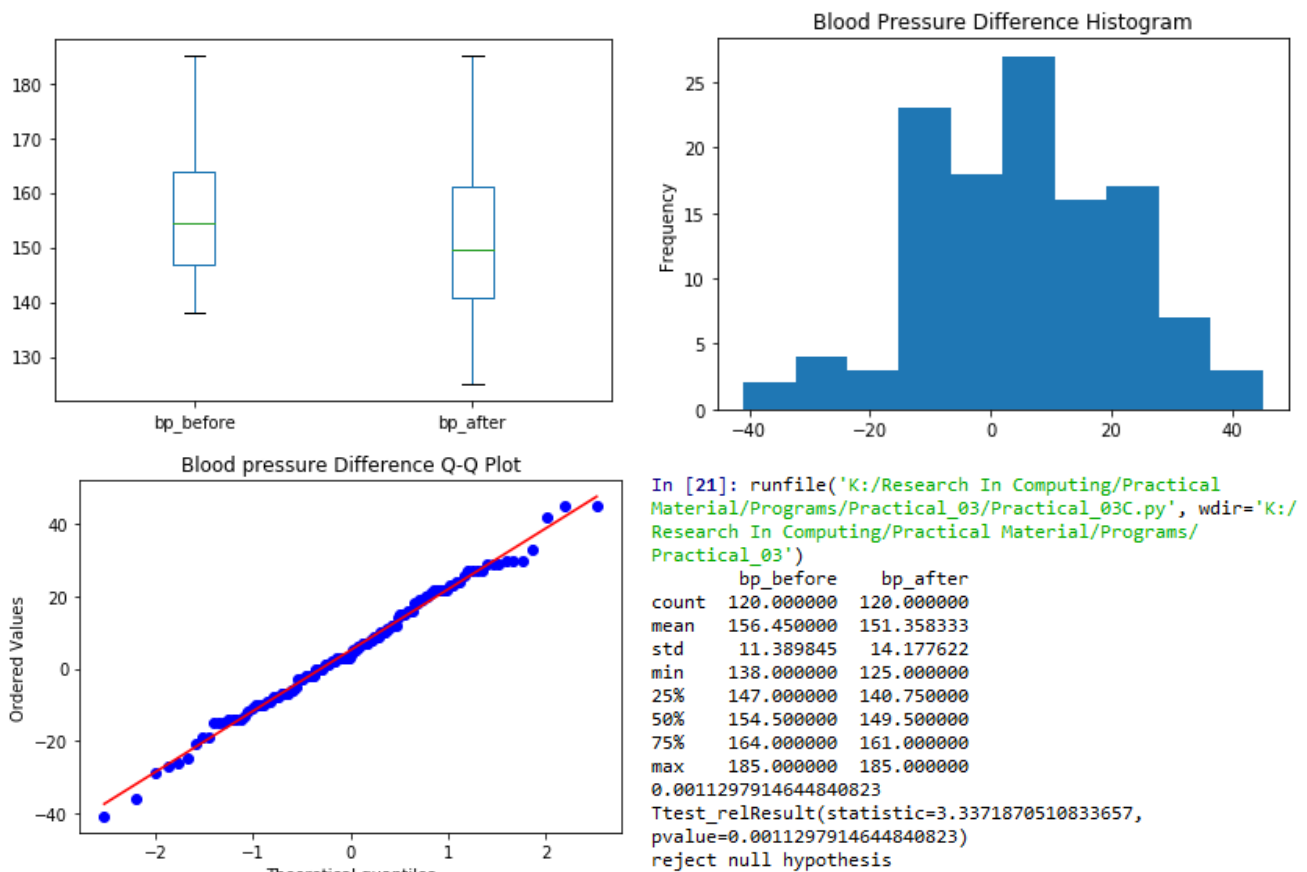 180
170
160
150
140
130
bp_before bp_after
Blood Pressure Difference Histogram
Frequency
25
20
15
10
5
0
−40 −20 0 20 40
Blood pressure Difference Q-Q Plot
Ordered Values
40
20
0
−20
−40
−2 −1 0 1 2
Theoretical quantiles
In [21]: runfile('K:/Research In Computing/Practical
Material/Programs/Practical_03/Practical_03C.py', wdir='K:/
Research In Computing/Practical Material/Programs/
Practical_03')
bp_before bp_after
count 120.000000 120.000000
mean 156.450000 151.358333
std 11.389845 14.177622
min 138.000000 125.000000
25% 147.000000 140.750000
50% 154.500000 149.500000
75% 164.000000 161.000000
max 185.000000 185.000000
0.0011297914644840823
Ttest_relResult(statistic=3.3371870510833657,
pvalue=0.0011297914644840823)
reject null hypothesis